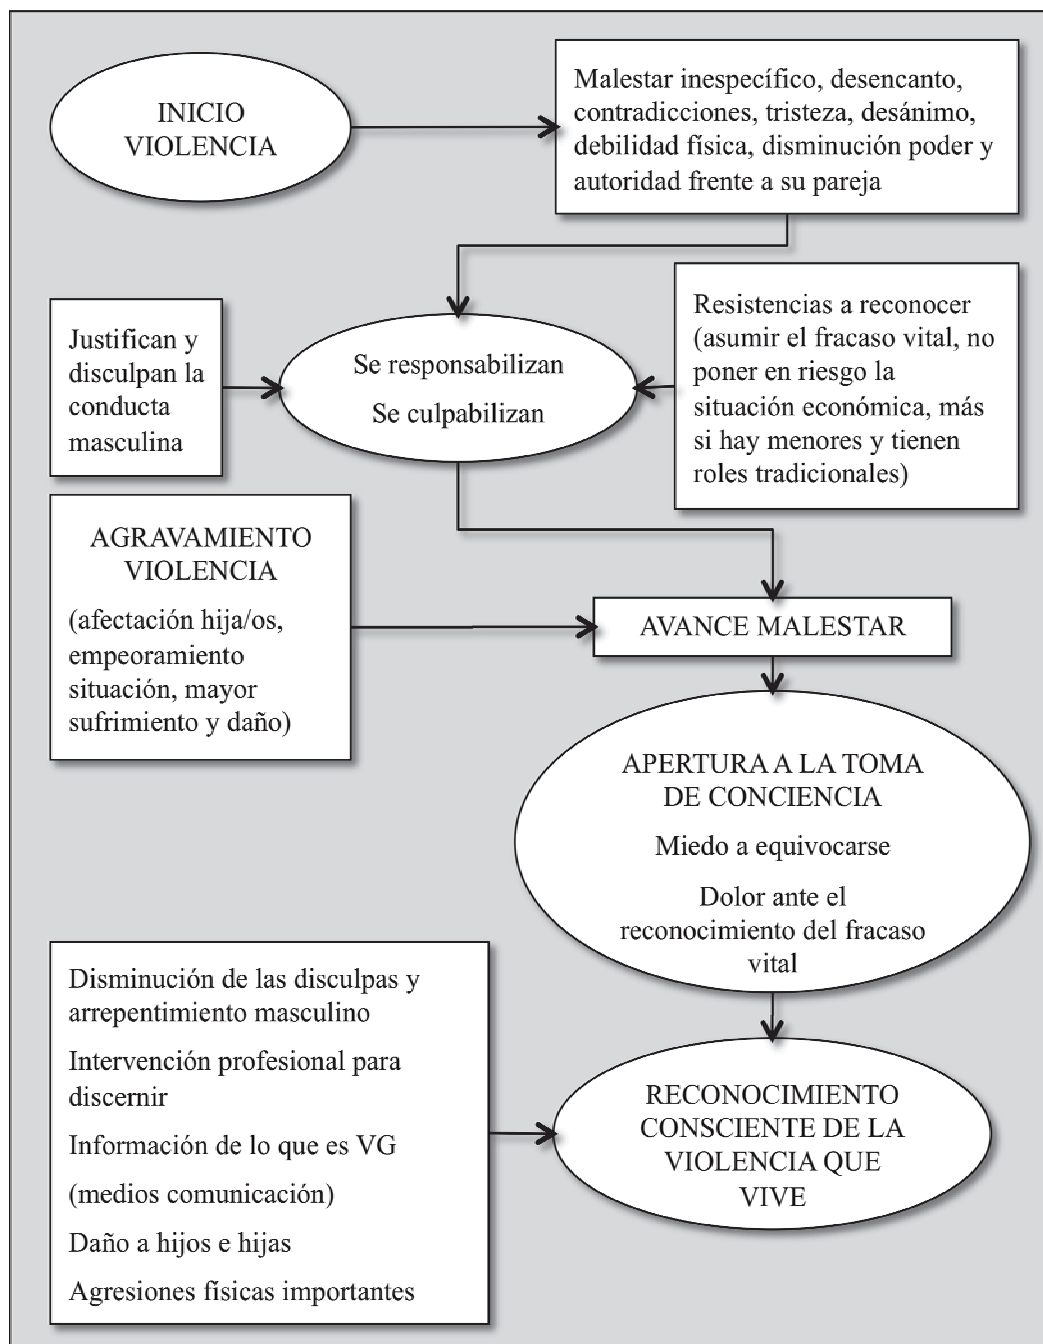 INICIO
VIOLENCIA
Malestar inespecífico, desencanto,
contradicciones, tristeza, desánimo,
debilidad física, disminución poder y
autoridad frente a su pareja
Justifican y
disculpan la
conducta
masculina
Se responsabilizan
Se culpabilizan
Resistencias a reconocer
(asumir el fracaso vital, no
poner en riesgo la
situación económica, más
si hay menores y tienen
roles tradicionales)
AGRAVAMIENTO
VIOLENCIA
(afectación hija/os,
empeoramiento
situación, mayor
sufrimiento y daño)
AVANCE MALESTAR
APERTURA A LA TOMA
DE CONCIENCIA
Miedo a equivocarse
Dolor ante el
reconocimiento del fracaso
vital
Disminución de las disculpas y
arrepentimiento masculino
Intervención profesional para
discernir
Información de lo que es VG
(medios comunicación)
Daño a hijos e hijas
Agresiones físicas importantes
RECONOCIMIENTO
CONSCIENTE DE LA
VIOLENCIA QUE
VIVE